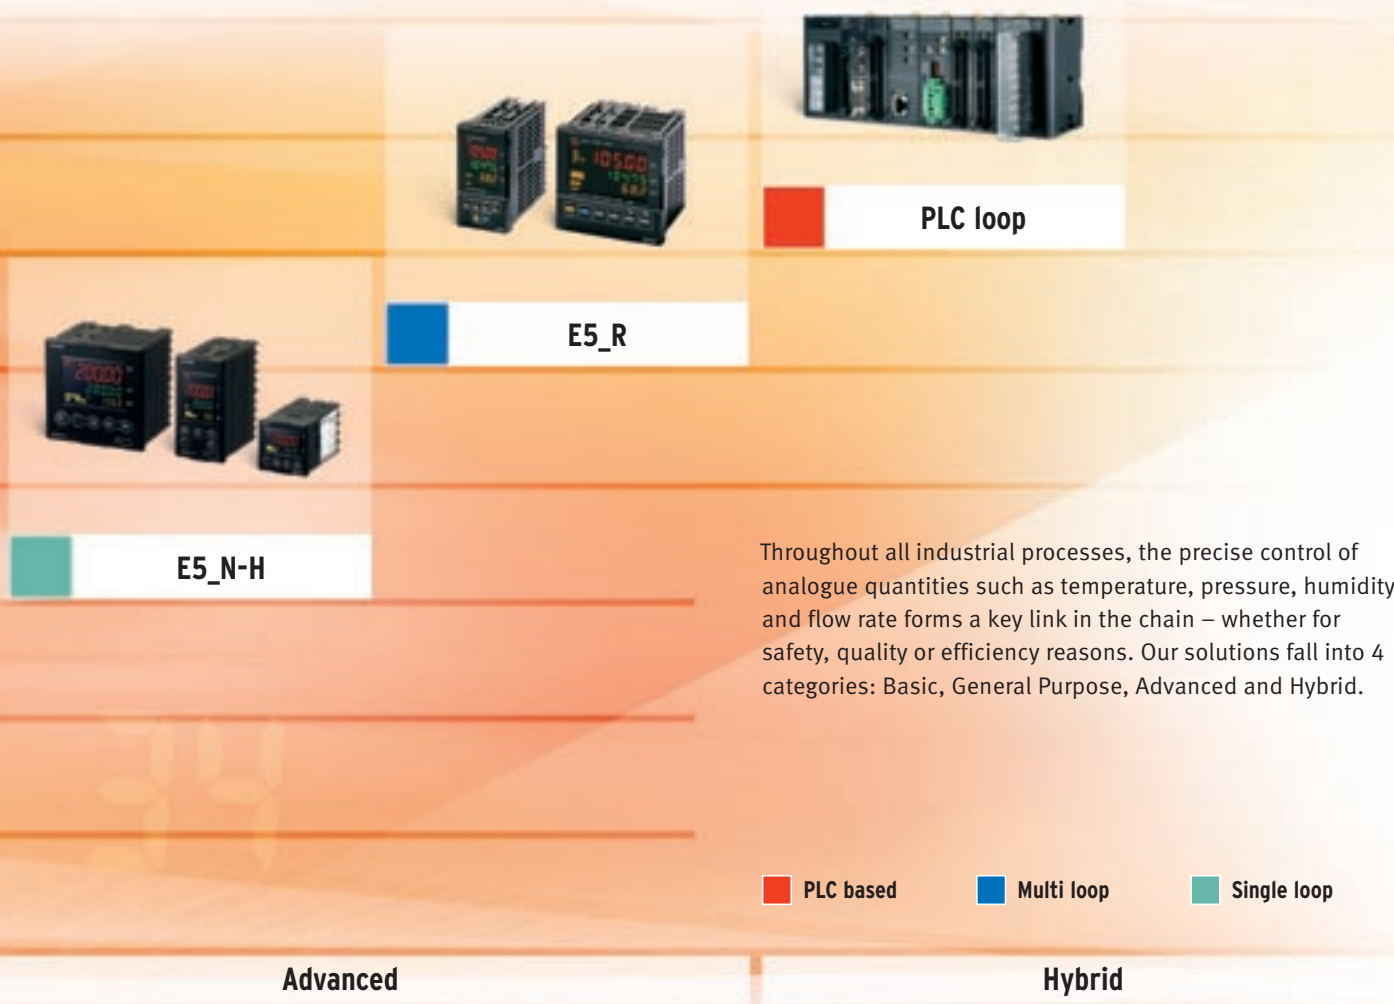 PLC loop
E5_R
E5_N-H
Throughout all industrial processes, the precise control of
analogue quantities such as temperature, pressure, humidity
and flow rate forms a key link in the chain – whether for
safety, quality or efficiency reasons. Our solutions fall into 4
categories: Basic, General Purpose, Advanced and Hybrid.
34
PLC based
Multi loop
Single loop
Advanced
Hybrid